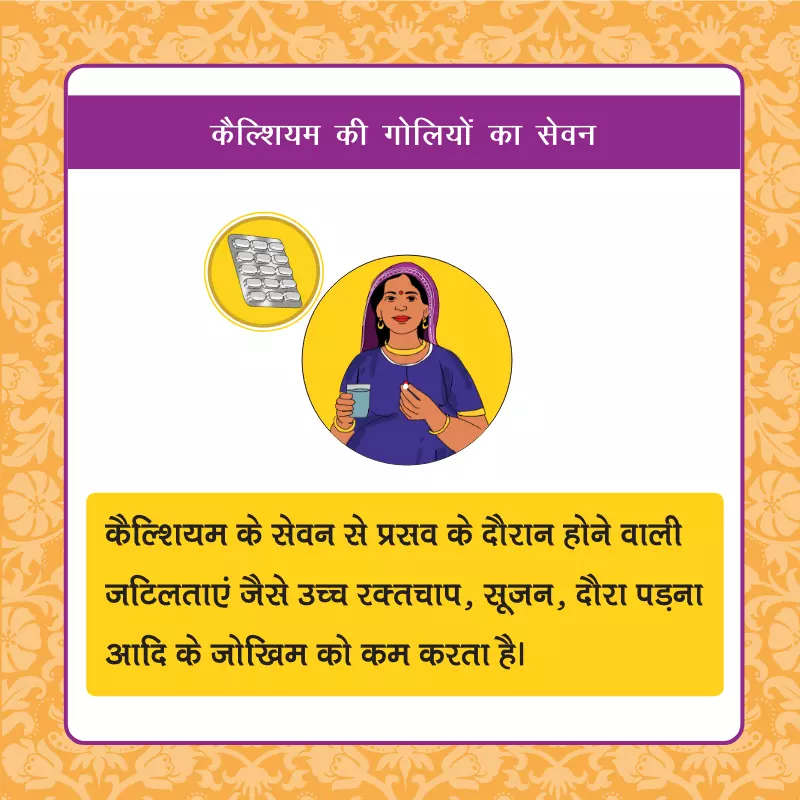 कैल्शियम की गोलियों का सेवन
कैल्शियम के सेवन से प्रसव के दौरान होने वाली
जटिलताएं जैसे उच्च रक्तचाप, सूजन, दौरा पड़ना
आदि के जोखिम को कम करता है।